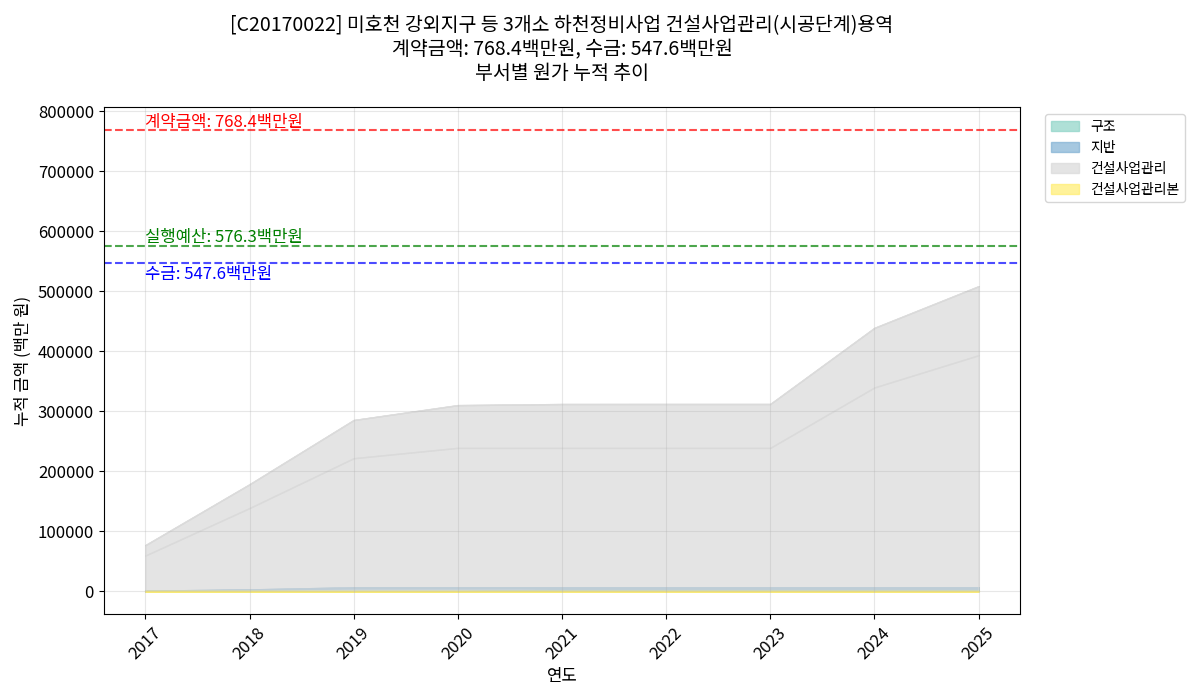 [C20170022] 미호천 강외지구 등 3개소 하천정비사업 건설사업관리(시공단계)용역
계약금액: 768.4백만원, 수금: 547.6백만원
부서별 원가 누적 추이
800000
700000
600000
500000
400000
300000
200000
100000
0
누적 금액 (백만 원)
계약금액: 768.4백만원
실행예산: 576.3백만원
수금: 547.6백만원
구조
지반
건설사업관리
건설사업관리본
2017
2018
2019
2020
2021
2022
2023
2024
2025
연도